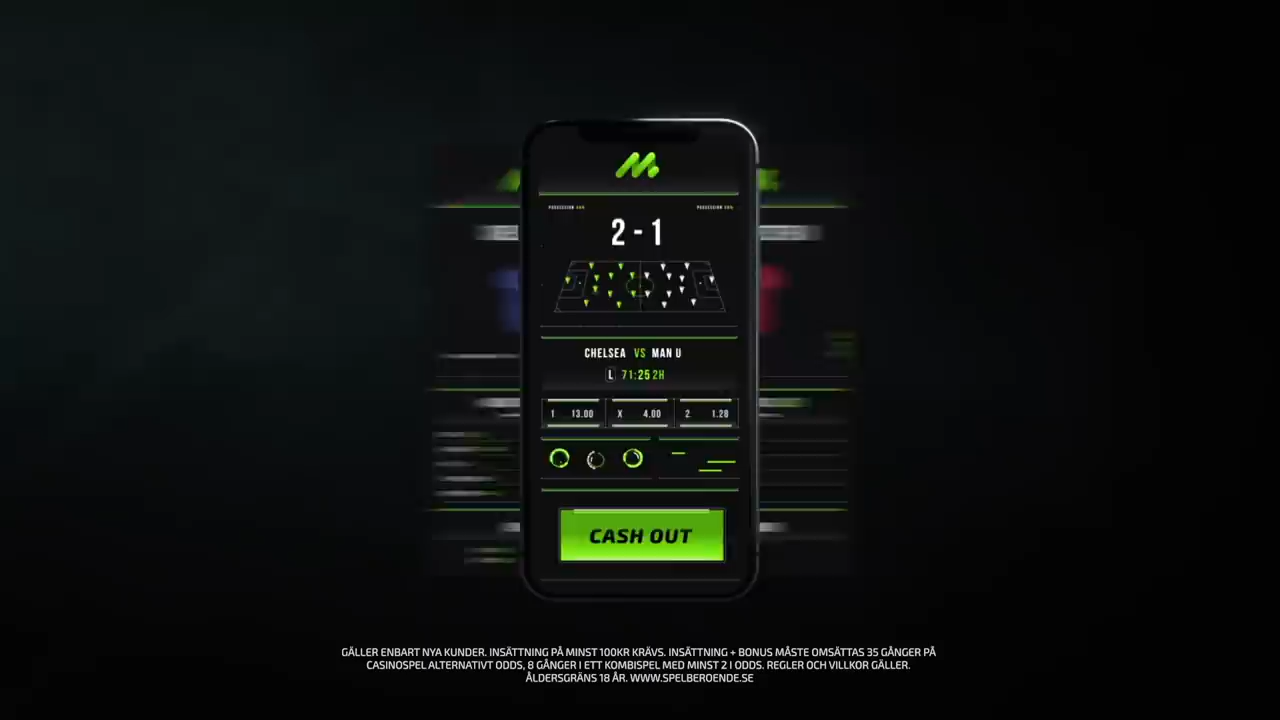 2 - 1
CHELSEA VS MAN U
L 71:25 2H
1 13.00 X 4.00 2 1.28
CASH OUT
GÄLLER ENBART NYA KUNDER. INSÄTTNING PÅ MINST 100KR KRÄVS. INSÄTTNING + BONUS MÅSTE OMSÄTTAS 35 GÅNGER PÅ
CASINOSPEL ALTERNATIVT ODDS, 8 GÅNGER I ETT KOMBISPEL MED MINST 2 I ODDS. REGLER OCH VILLKOR GÄLLER.
ÅLDERSGRÄNS 18 ÅR. WWW.SPELBEROENDE.SE